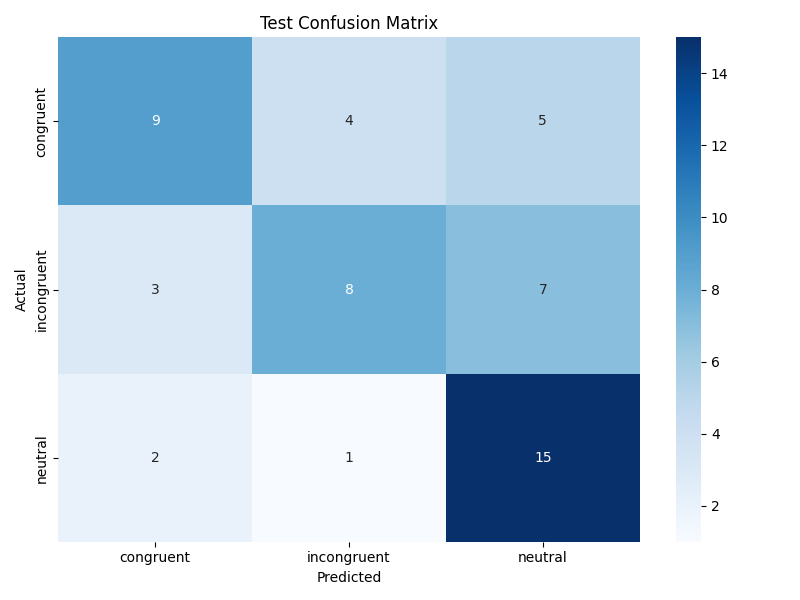 Test Confusion Matrix
congruent
9 4 5
incongruent
3 8 7
neutral
2 1 15
Actual
congruent incongruent neutral
Predicted
14
12
10
8
6
4
2